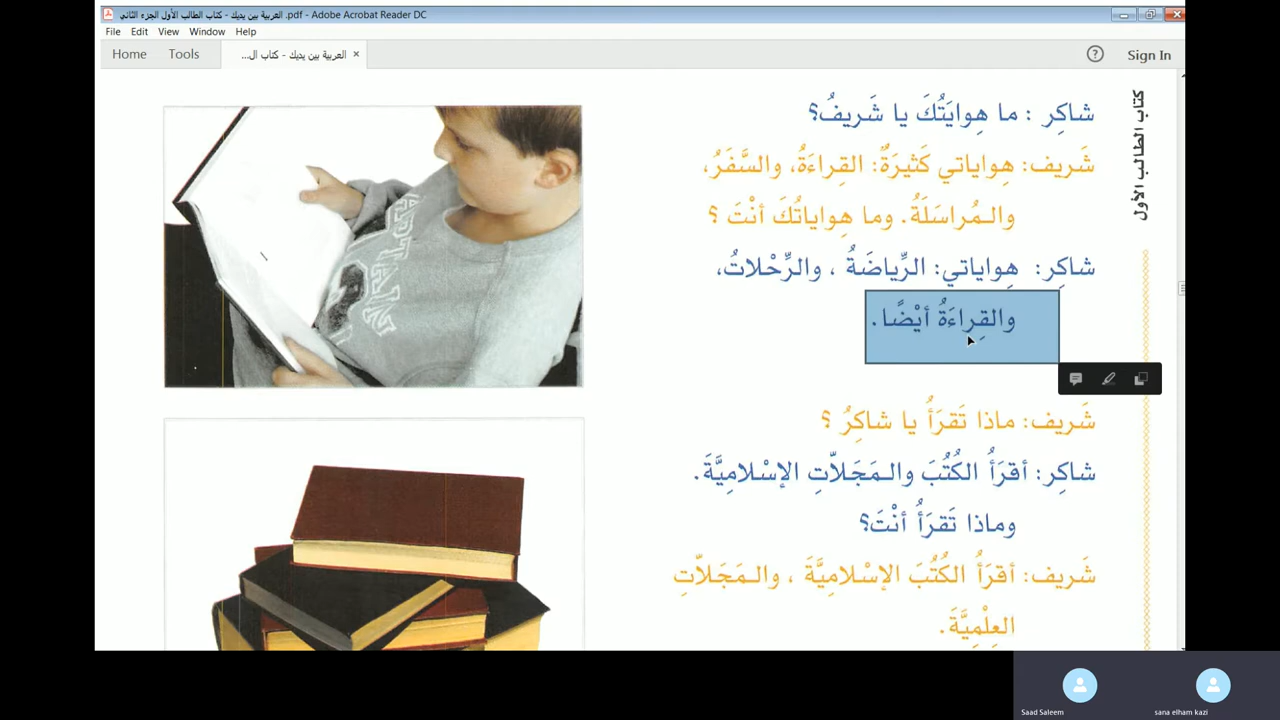 العربية بين يديك - كتاب الطالب الأول الجزء الثاني .pdf - Adobe Acrobat Reader DC
File Edit View Window Help
Home Tools العربية بين يديك - كتاب ال... × ? Sign In
كتاب الطالب الأول
شاكِر : ما هِوايَتُكَ يا شَريفُ؟
شَريف: هِواياتي كَثيرَةٌ: القِراءَةُ، والسَّفَرُ،
والـمُراسَلَةُ. وما هِواياتُكَ أنْتَ ؟
شاكِر: هِواياتي: الرِّياضَةُ ، والرِّحْلاتُ،
والقِراءَةُ أيْضًا.
شَريف: ماذا تَقرَأُ يا شاكِرُ ؟
شاكِر: أقرَأُ الكُتُبَ والـمَجَلاّتِ الإسْلامِيَّةَ.
وماذا تَقرَأُ أنْتَ؟
شَريف: أقرَأُ الكُتُبَ الإسْلامِيَّةَ ، والـمَجَلاّتِ
العِلْمِيَّةَ.
Saad Saleem
sana elham kazi